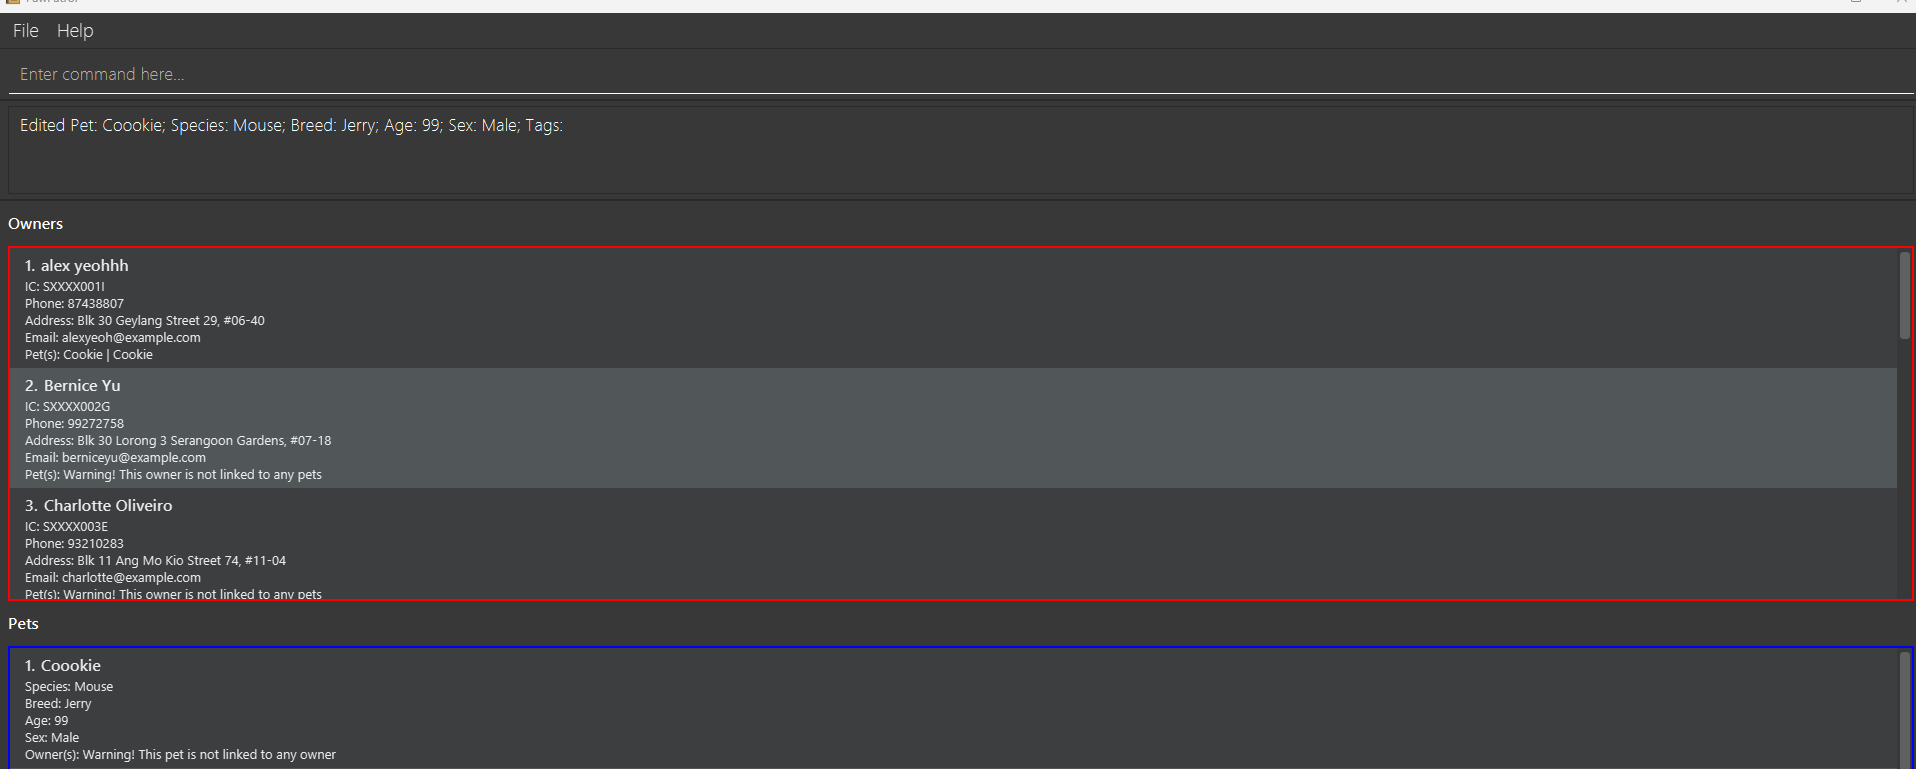 File Help
Enter command here...
Edited Pet: Coookie; Species: Mouse; Breed: Jerry; Age: 99; Sex: Male; Tags:
Owners
1. alex yeohhh
IC: SXXXX001I
Phone: 87438807
Address: Blk 30 Geylang Street 29, #06-40
Email: alexyeoh@example.com
Pet(s): Cookie | Cookie
2. Bernice Yu
IC: SXXXX002G
Phone: 99272758
Address: Blk 30 Lorong 3 Serangoon Gardens, #07-18
Email: berniceyu@example.com
Pet(s): Warning! This owner is not linked to any pets
3. Charlotte Oliveiro
IC: SXXXX003E
Phone: 93210283
Address: Blk 11 Ang Mo Kio Street 74, #11-04
Email: charlotte@example.com
Pet(s): Warning! This owner is not linked to any pets
Pets
1. Coookie
Species: Mouse
Breed: Jerry
Age: 99
Sex: Male
Owner(s): Warning! This pet is not linked to any owner